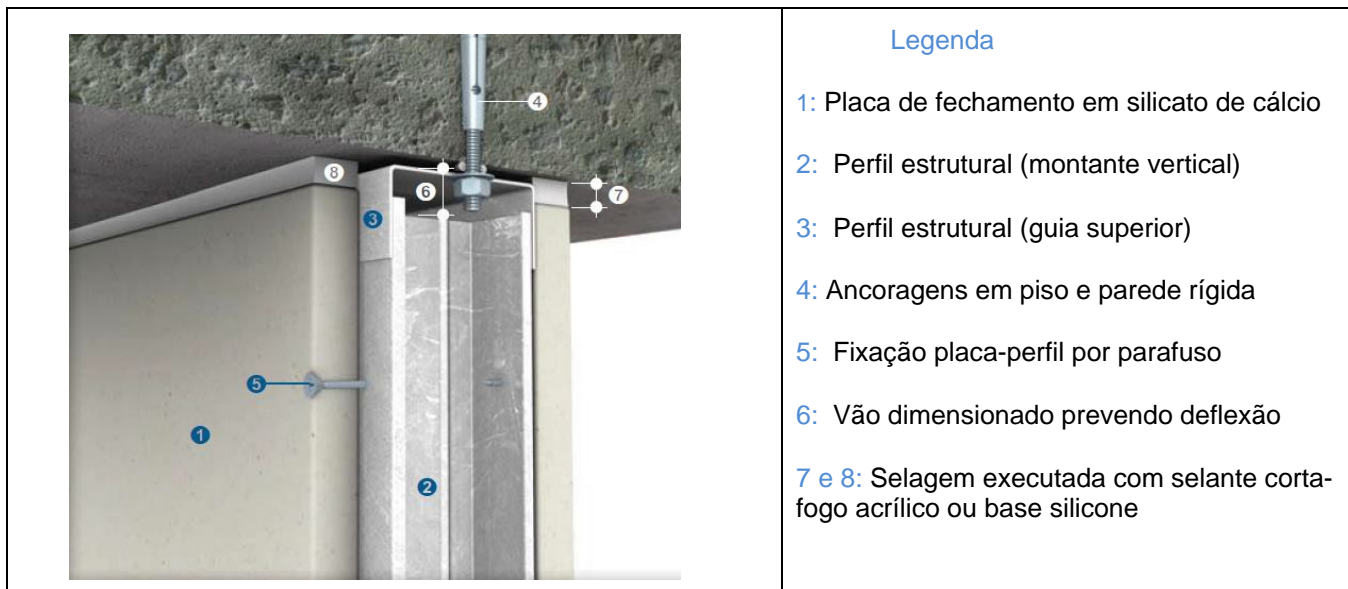 8
4
6
7
3
5
1
2
Legenda
1: Placa de fechamento em silicato de cálcio
2: Perfil estrutural (montante vertical)
3: Perfil estrutural (guia superior)
4: Ancoragens em piso e parede rígida
5: Fixação placa-perfil por parafuso
6: Vão dimensionado prevendo deflexão
7 e 8: Selagem executada com selante corta-
fogo acrílico ou base silicone